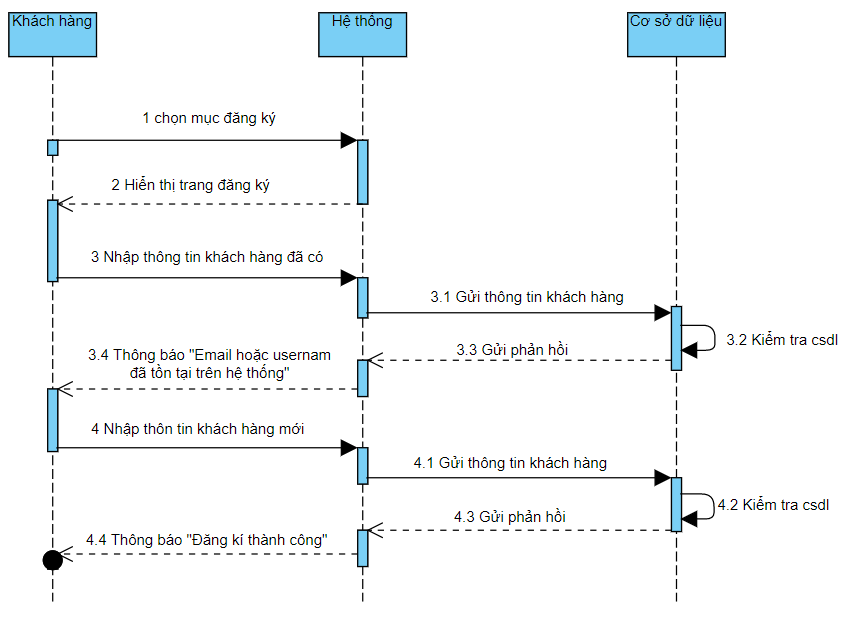 Khách hàng
Hệ thông
Cơ sở dữ liệu
1 chọn mục đăng ký
2 Hiển thị trang đăng ký
3 Nhập thông tin khách hàng đã có
3.1 Gửi thông tin khách hàng
3.2 Kiểm tra csdl
3.3 Gửi phản hồi
3.4 Thông báo "Email hoặc usernam
đã tồn tại trên hệ thống"
4 Nhập thôn tin khách hàng mới
4.1 Gửi thông tin khách hàng
4.2 Kiểm tra csdl
4.3 Gửi phản hồi
4.4 Thông báo "Đăng kí thành công"